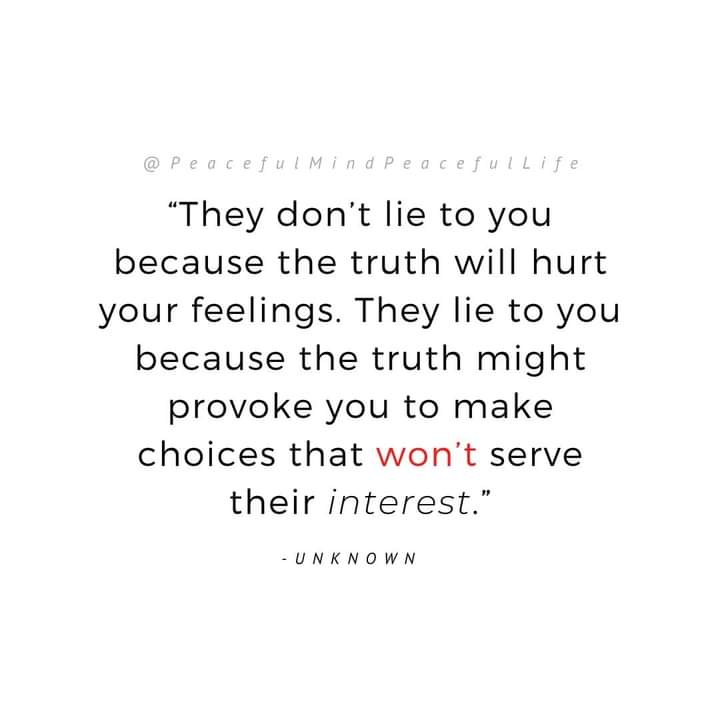 @PeacefulMindPeacefulLife
“They don’t lie to you
because the truth will hurt
your feelings. They lie to you
because the truth might
provoke you to make
choices that won’t serve
their interest.”
-UNKNOWN